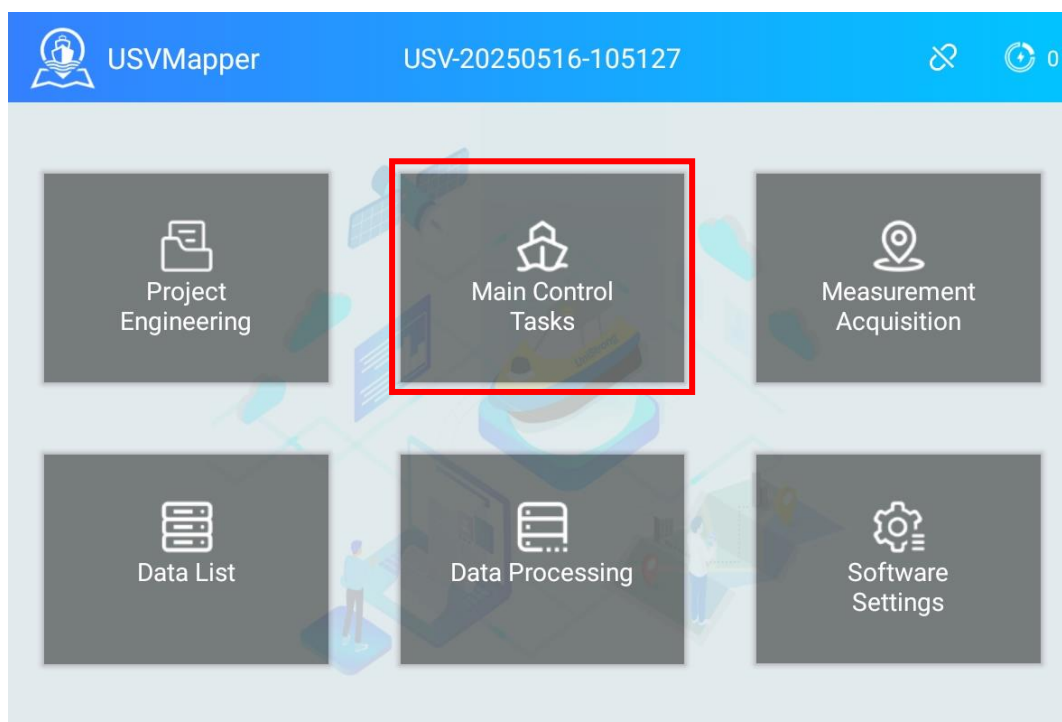 USVMapper
USV-20250516-105127
0
Project
Engineering
Main Control
Tasks
Measurement
Acquisition
Data List
Data Processing
Software
Settings